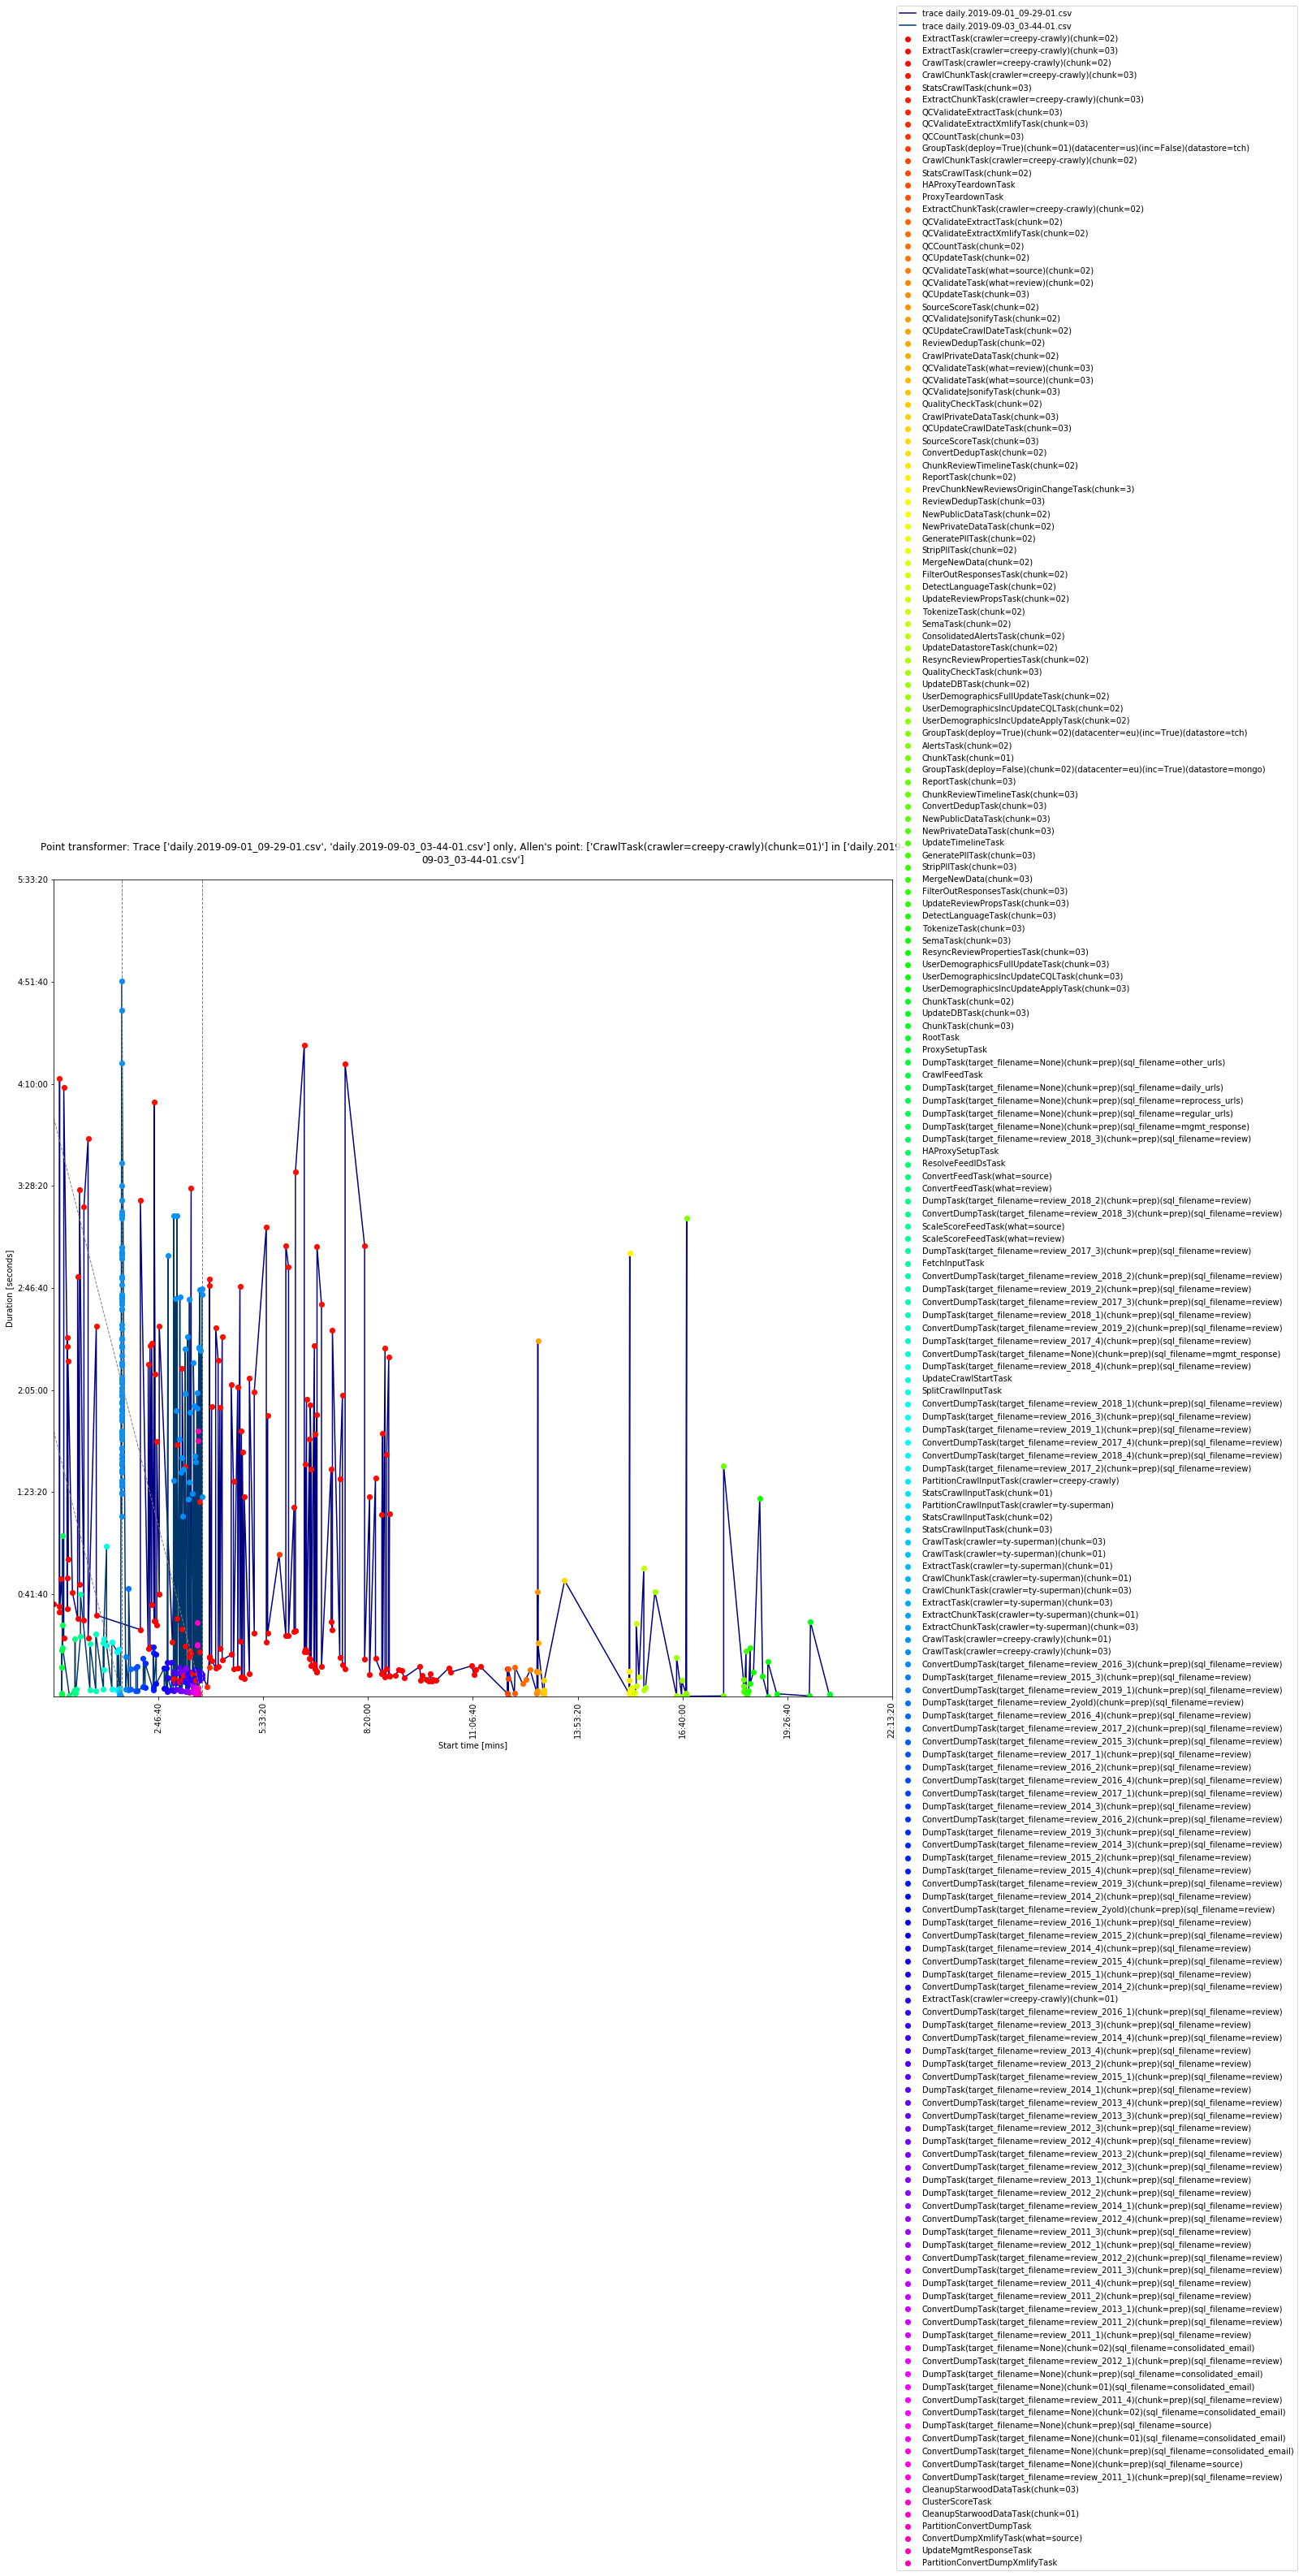 Point transformer: Trace ['daily.2019-09-01_09-29-01.csv', 'daily.2019-09-03_03-44-01.csv'] only, Allen's point: ['CrawlTask(crawler=creepy-crawly)(chunk=01)'] in ['daily.2019-
09-03_03-44-01.csv']
5:33:20
4:51:40
4:10:00
3:28:20
2:46:40
2:05:00
1:23:20
0:41:40
Duration [seconds]
2:46:40
5:33:20
8:20:00
11:06:40
13:53:20
16:40:00
19:26:40
22:13:20
Start time [mins]
trace daily.2019-09-01_09-29-01.csv
trace daily.2019-09-03_03-44-01.csv
ExtractTask(crawler=creepy-crawly)(chunk=02)
ExtractTask(crawler=creepy-crawly)(chunk=03)
CrawlTask(crawler=creepy-crawly)(chunk=02)
CrawlChunkTask(crawler=creepy-crawly)(chunk=03)
StatsCrawlTask(chunk=03)
ExtractChunkTask(crawler=creepy-crawly)(chunk=03)
QCValidateExtractTask(chunk=03)
QCValidateExtractXmlifyTask(chunk=03)
QCCountTask(chunk=03)
GroupTask(deploy=True)(chunk=01)(datacenter=us)(inc=False)(datastore=tch)
CrawlChunkTask(crawler=creepy-crawly)(chunk=02)
StatsCrawlTask(chunk=02)
HAProxyTeardownTask
ProxyTeardownTask
ExtractChunkTask(crawler=creepy-crawly)(chunk=02)
QCValidateExtractTask(chunk=02)
QCValidateExtractXmlifyTask(chunk=02)
QCCountTask(chunk=02)
QCUpdateTask(chunk=02)
QCValidateTask(what=source)(chunk=02)
QCValidateTask(what=review)(chunk=02)
QCUpdateTask(chunk=03)
SourceScoreTask(chunk=02)
QCValidateJsonifyTask(chunk=02)
QCUpdateCrawlDateTask(chunk=02)
ReviewDedupTask(chunk=02)
CrawlPrivateDataTask(chunk=02)
QCValidateTask(what=review)(chunk=03)
QCValidateTask(what=source)(chunk=03)
QCValidateJsonifyTask(chunk=03)
QualityCheckTask(chunk=02)
CrawlPrivateDataTask(chunk=03)
QCUpdateCrawlDateTask(chunk=03)
SourceScoreTask(chunk=03)
ConvertDedupTask(chunk=02)
ChunkReviewTimelineTask(chunk=02)
ReportTask(chunk=02)
PrevChunkNewReviewsOriginChangeTask(chunk=3)
ReviewDedupTask(chunk=03)
NewPublicDataTask(chunk=02)
NewPrivateDataTask(chunk=02)
GeneratePIITask(chunk=02)
StripPIITask(chunk=02)
MergeNewData(chunk=02)
FilterOutResponsesTask(chunk=02)
DetectLanguageTask(chunk=02)
UpdateReviewPropsTask(chunk=02)
TokenizeTask(chunk=02)
SemaTask(chunk=02)
ConsolidatedAlertsTask(chunk=02)
UpdateDatastoreTask(chunk=02)
ResyncReviewPropertiesTask(chunk=02)
QualityCheckTask(chunk=03)
UpdateDBTask(chunk=02)
UserDemographicsFullUpdateTask(chunk=02)
UserDemographicsIncUpdateCQLTask(chunk=02)
UserDemographicsIncUpdateApplyTask(chunk=02)
GroupTask(deploy=True)(chunk=02)(datacenter=eu)(inc=True)(datastore=tch)
AlertsTask(chunk=02)
ChunkTask(chunk=01)
GroupTask(deploy=False)(chunk=02)(datacenter=eu)(inc=True)(datastore=mongo)
ReportTask(chunk=03)
ChunkReviewTimelineTask(chunk=03)
ConvertDedupTask(chunk=03)
NewPublicDataTask(chunk=03)
NewPrivateDataTask(chunk=03)
UpdateTimelineTask
GeneratePIITask(chunk=03)
StripPIITask(chunk=03)
MergeNewData(chunk=03)
FilterOutResponsesTask(chunk=03)
UpdateReviewPropsTask(chunk=03)
DetectLanguageTask(chunk=03)
TokenizeTask(chunk=03)
SemaTask(chunk=03)
ResyncReviewPropertiesTask(chunk=03)
UserDemographicsFullUpdateTask(chunk=03)
UserDemographicsIncUpdateCQLTask(chunk=03)
UserDemographicsIncUpdateApplyTask(chunk=03)
ChunkTask(chunk=02)
UpdateDBTask(chunk=03)
ChunkTask(chunk=03)
RootTask
ProxySetupTask
DumpTask(target_filename=None)(chunk=prep)(sql_filename=other_urls)
CrawlFeedTask
DumpTask(target_filename=None)(chunk=prep)(sql_filename=daily_urls)
DumpTask(target_filename=None)(chunk=prep)(sql_filename=reprocess_urls)
DumpTask(target_filename=None)(chunk=prep)(sql_filename=regular_urls)
DumpTask(target_filename=None)(chunk=prep)(sql_filename=mgmt_response)
DumpTask(target_filename=review_2018_3)(chunk=prep)(sql_filename=review)
HAProxySetupTask
ResolveFeedIDsTask
ConvertFeedTask(what=source)
ConvertFeedTask(what=review)
DumpTask(target_filename=review_2018_2)(chunk=prep)(sql_filename=review)
ConvertDumpTask(target_filename=review_2018_3)(chunk=prep)(sql_filename=review)
ScaleScoreFeedTask(what=source)
ScaleScoreFeedTask(what=review)
DumpTask(target_filename=review_2017_3)(chunk=prep)(sql_filename=review)
FetchInputTask
ConvertDumpTask(target_filename=review_2018_2)(chunk=prep)(sql_filename=review)
DumpTask(target_filename=review_2019_2)(chunk=prep)(sql_filename=review)
ConvertDumpTask(target_filename=review_2017_3)(chunk=prep)(sql_filename=review)
DumpTask(target_filename=review_2018_1)(chunk=prep)(sql_filename=review)
ConvertDumpTask(target_filename=review_2019_2)(chunk=prep)(sql_filename=review)
DumpTask(target_filename=review_2017_4)(chunk=prep)(sql_filename=review)
ConvertDumpTask(target_filename=None)(chunk=prep)(sql_filename=mgmt_response)
DumpTask(target_filename=review_2018_4)(chunk=prep)(sql_filename=review)
UpdateCrawlStartTask
SplitCrawlInputTask
ConvertDumpTask(target_filename=review_2018_1)(chunk=prep)(sql_filename=review)
DumpTask(target_filename=review_2016_3)(chunk=prep)(sql_filename=review)
DumpTask(target_filename=review_2019_1)(chunk=prep)(sql_filename=review)
ConvertDumpTask(target_filename=review_2017_4)(chunk=prep)(sql_filename=review)
ConvertDumpTask(target_filename=review_2018_4)(chunk=prep)(sql_filename=review)
DumpTask(target_filename=review_2017_2)(chunk=prep)(sql_filename=review)
PartitionCrawlInputTask(crawler=creepy-crawly)
StatsCrawlInputTask(chunk=01)
PartitionCrawlInputTask(crawler=ty-superman)
StatsCrawlInputTask(chunk=02)
StatsCrawlInputTask(chunk=03)
CrawlTask(crawler=ty-superman)(chunk=03)
CrawlTask(crawler=ty-superman)(chunk=01)
ExtractTask(crawler=ty-superman)(chunk=01)
CrawlChunkTask(crawler=ty-superman)(chunk=01)
CrawlChunkTask(crawler=ty-superman)(chunk=03)
ExtractTask(crawler=ty-superman)(chunk=03)
ExtractChunkTask(crawler=ty-superman)(chunk=01)
ExtractChunkTask(crawler=ty-superman)(chunk=03)
CrawlTask(crawler=creepy-crawly)(chunk=01)
CrawlTask(crawler=creepy-crawly)(chunk=03)
ConvertDumpTask(target_filename=review_2016_3)(chunk=prep)(sql_filename=review)
DumpTask(target_filename=review_2015_3)(chunk=prep)(sql_filename=review)
ConvertDumpTask(target_filename=review_2019_1)(chunk=prep)(sql_filename=review)
DumpTask(target_filename=review_2yold)(chunk=prep)(sql_filename=review)
DumpTask(target_filename=review_2016_4)(chunk=prep)(sql_filename=review)
ConvertDumpTask(target_filename=review_2017_2)(chunk=prep)(sql_filename=review)
ConvertDumpTask(target_filename=review_2015_3)(chunk=prep)(sql_filename=review)
DumpTask(target_filename=review_2017_1)(chunk=prep)(sql_filename=review)
DumpTask(target_filename=review_2016_2)(chunk=prep)(sql_filename=review)
ConvertDumpTask(target_filename=review_2016_4)(chunk=prep)(sql_filename=review)
ConvertDumpTask(target_filename=review_2017_1)(chunk=prep)(sql_filename=review)
DumpTask(target_filename=review_2014_3)(chunk=prep)(sql_filename=review)
ConvertDumpTask(target_filename=review_2016_2)(chunk=prep)(sql_filename=review)
DumpTask(target_filename=review_2019_3)(chunk=prep)(sql_filename=review)
ConvertDumpTask(target_filename=review_2014_3)(chunk=prep)(sql_filename=review)
DumpTask(target_filename=review_2015_2)(chunk=prep)(sql_filename=review)
DumpTask(target_filename=review_2015_4)(chunk=prep)(sql_filename=review)
ConvertDumpTask(target_filename=review_2019_3)(chunk=prep)(sql_filename=review)
DumpTask(target_filename=review_2014_2)(chunk=prep)(sql_filename=review)
ConvertDumpTask(target_filename=review_2yold)(chunk=prep)(sql_filename=review)
DumpTask(target_filename=review_2016_1)(chunk=prep)(sql_filename=review)
ConvertDumpTask(target_filename=review_2015_2)(chunk=prep)(sql_filename=review)
DumpTask(target_filename=review_2014_4)(chunk=prep)(sql_filename=review)
ConvertDumpTask(target_filename=review_2015_4)(chunk=prep)(sql_filename=review)
DumpTask(target_filename=review_2015_1)(chunk=prep)(sql_filename=review)
ConvertDumpTask(target_filename=review_2014_2)(chunk=prep)(sql_filename=review)
ExtractTask(crawler=creepy-crawly)(chunk=01)
ConvertDumpTask(target_filename=review_2016_1)(chunk=prep)(sql_filename=review)
DumpTask(target_filename=review_2013_3)(chunk=prep)(sql_filename=review)
ConvertDumpTask(target_filename=review_2014_4)(chunk=prep)(sql_filename=review)
DumpTask(target_filename=review_2013_4)(chunk=prep)(sql_filename=review)
DumpTask(target_filename=review_2013_2)(chunk=prep)(sql_filename=review)
ConvertDumpTask(target_filename=review_2015_1)(chunk=prep)(sql_filename=review)
DumpTask(target_filename=review_2014_1)(chunk=prep)(sql_filename=review)
ConvertDumpTask(target_filename=review_2013_4)(chunk=prep)(sql_filename=review)
ConvertDumpTask(target_filename=review_2013_3)(chunk=prep)(sql_filename=review)
DumpTask(target_filename=review_2012_3)(chunk=prep)(sql_filename=review)
DumpTask(target_filename=review_2012_4)(chunk=prep)(sql_filename=review)
ConvertDumpTask(target_filename=review_2013_2)(chunk=prep)(sql_filename=review)
ConvertDumpTask(target_filename=review_2012_3)(chunk=prep)(sql_filename=review)
DumpTask(target_filename=review_2013_1)(chunk=prep)(sql_filename=review)
DumpTask(target_filename=review_2012_2)(chunk=prep)(sql_filename=review)
ConvertDumpTask(target_filename=review_2014_1)(chunk=prep)(sql_filename=review)
ConvertDumpTask(target_filename=review_2012_4)(chunk=prep)(sql_filename=review)
DumpTask(target_filename=review_2011_3)(chunk=prep)(sql_filename=review)
DumpTask(target_filename=review_2012_1)(chunk=prep)(sql_filename=review)
ConvertDumpTask(target_filename=review_2012_2)(chunk=prep)(sql_filename=review)
ConvertDumpTask(target_filename=review_2011_3)(chunk=prep)(sql_filename=review)
DumpTask(target_filename=review_2011_4)(chunk=prep)(sql_filename=review)
DumpTask(target_filename=review_2011_2)(chunk=prep)(sql_filename=review)
ConvertDumpTask(target_filename=review_2013_1)(chunk=prep)(sql_filename=review)
ConvertDumpTask(target_filename=review_2011_2)(chunk=prep)(sql_filename=review)
DumpTask(target_filename=review_2011_1)(chunk=prep)(sql_filename=review)
DumpTask(target_filename=None)(chunk=02)(sql_filename=consolidated_email)
ConvertDumpTask(target_filename=review_2012_1)(chunk=prep)(sql_filename=review)
DumpTask(target_filename=None)(chunk=prep)(sql_filename=consolidated_email)
DumpTask(target_filename=None)(chunk=01)(sql_filename=consolidated_email)
ConvertDumpTask(target_filename=review_2011_4)(chunk=prep)(sql_filename=review)
ConvertDumpTask(target_filename=None)(chunk=02)(sql_filename=consolidated_email)
DumpTask(target_filename=None)(chunk=prep)(sql_filename=source)
ConvertDumpTask(target_filename=None)(chunk=01)(sql_filename=consolidated_email)
ConvertDumpTask(target_filename=None)(chunk=prep)(sql_filename=consolidated_email)
ConvertDumpTask(target_filename=None)(chunk=prep)(sql_filename=source)
ConvertDumpTask(target_filename=review_2011_1)(chunk=prep)(sql_filename=review)
CleanupStarwoodDataTask(chunk=03)
ClusterScoreTask
CleanupStarwoodDataTask(chunk=01)
PartitionConvertDumpTask
ConvertDumpXmlifyTask(what=source)
UpdateMgmtResponseTask
PartitionConvertDumpXmlifyTask